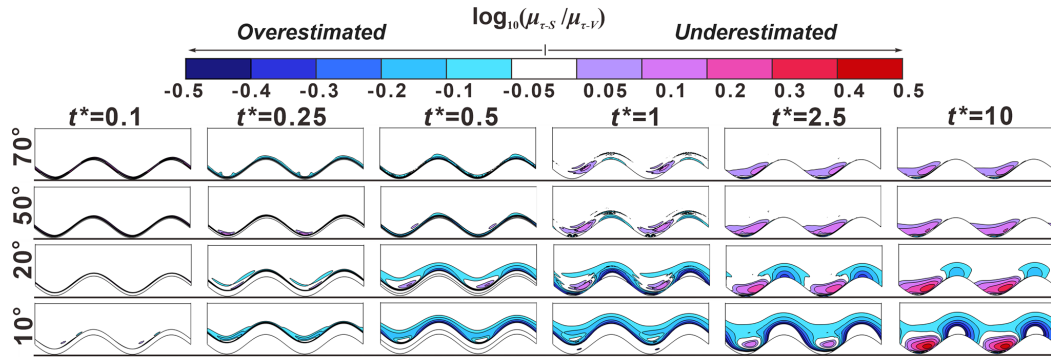 log₁₀(μτ-S /μτ-V)
Overestimated Underestimated
-0.5 -0.4 -0.3 -0.2 -0.1 -0.05 0.05 0.1 0.2 0.3 0.4 0.5
t*=0.1 t*=0.25 t*=0.5 t*=1 t*=2.5 t*=10
70°
50°
20°
10°